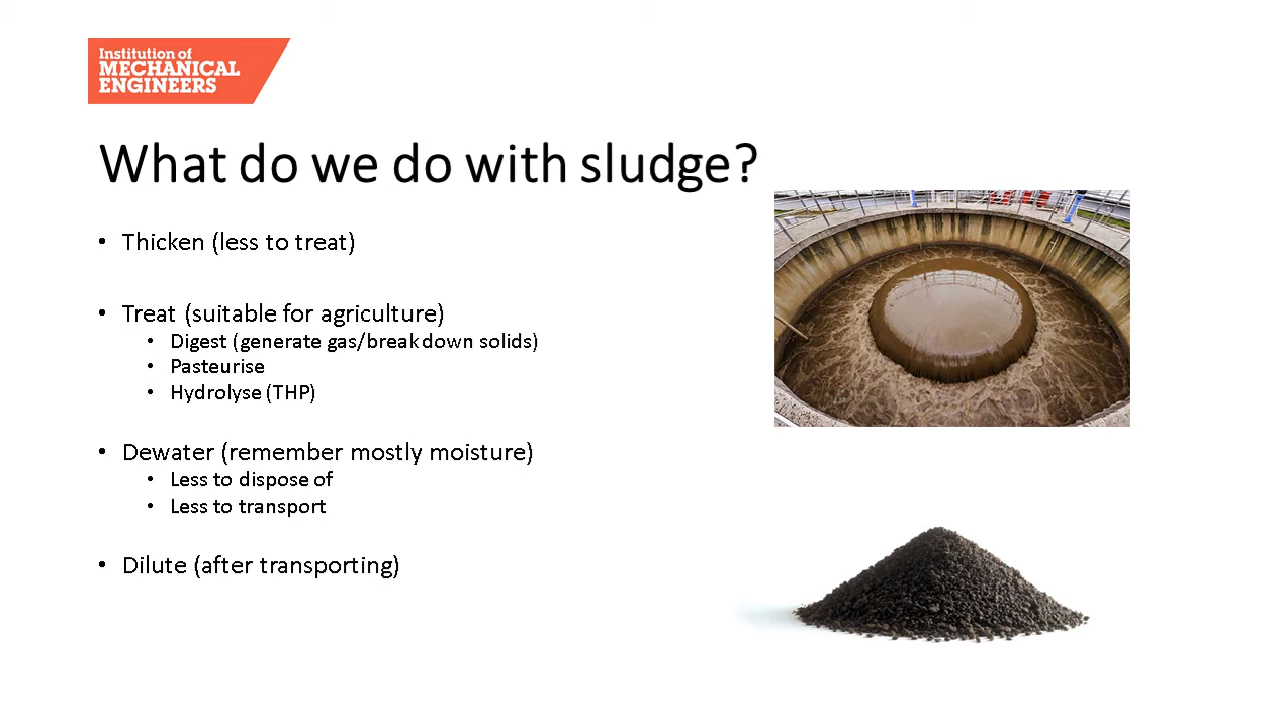 Institution of
MECHANICAL
ENGINEERS
What do we do with sludge?
• Thicken (less to treat)
• Treat (suitable for agriculture)
• Digest (generate gas/break down solids)
• Pasteurise
• Hydrolyse (THP)
• Dewater (remember mostly moisture)
• Less to dispose of
• Less to transport
• Dilute (after transporting)